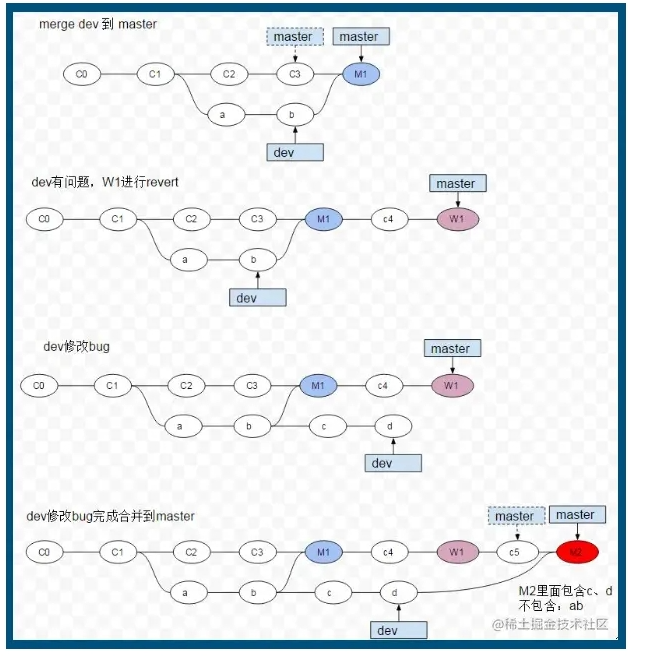 merge dev 到 master
master master
C0 C1 C2 C3 M1
a b
dev
dev有问题，W1进行revert
master
C0 C1 C2 C3 M1 c4 W1
a b
dev
dev修改bug
master
C0 C1 C2 C3 M1 c4 W1
a b c d
dev
dev修改bug完成合并到master
master master
C0 C1 C2 C3 M1 c4 W1 c5 M2
a b c d
M2里面包含c、d
不包含：ab
dev
@稀土掘金技术社区